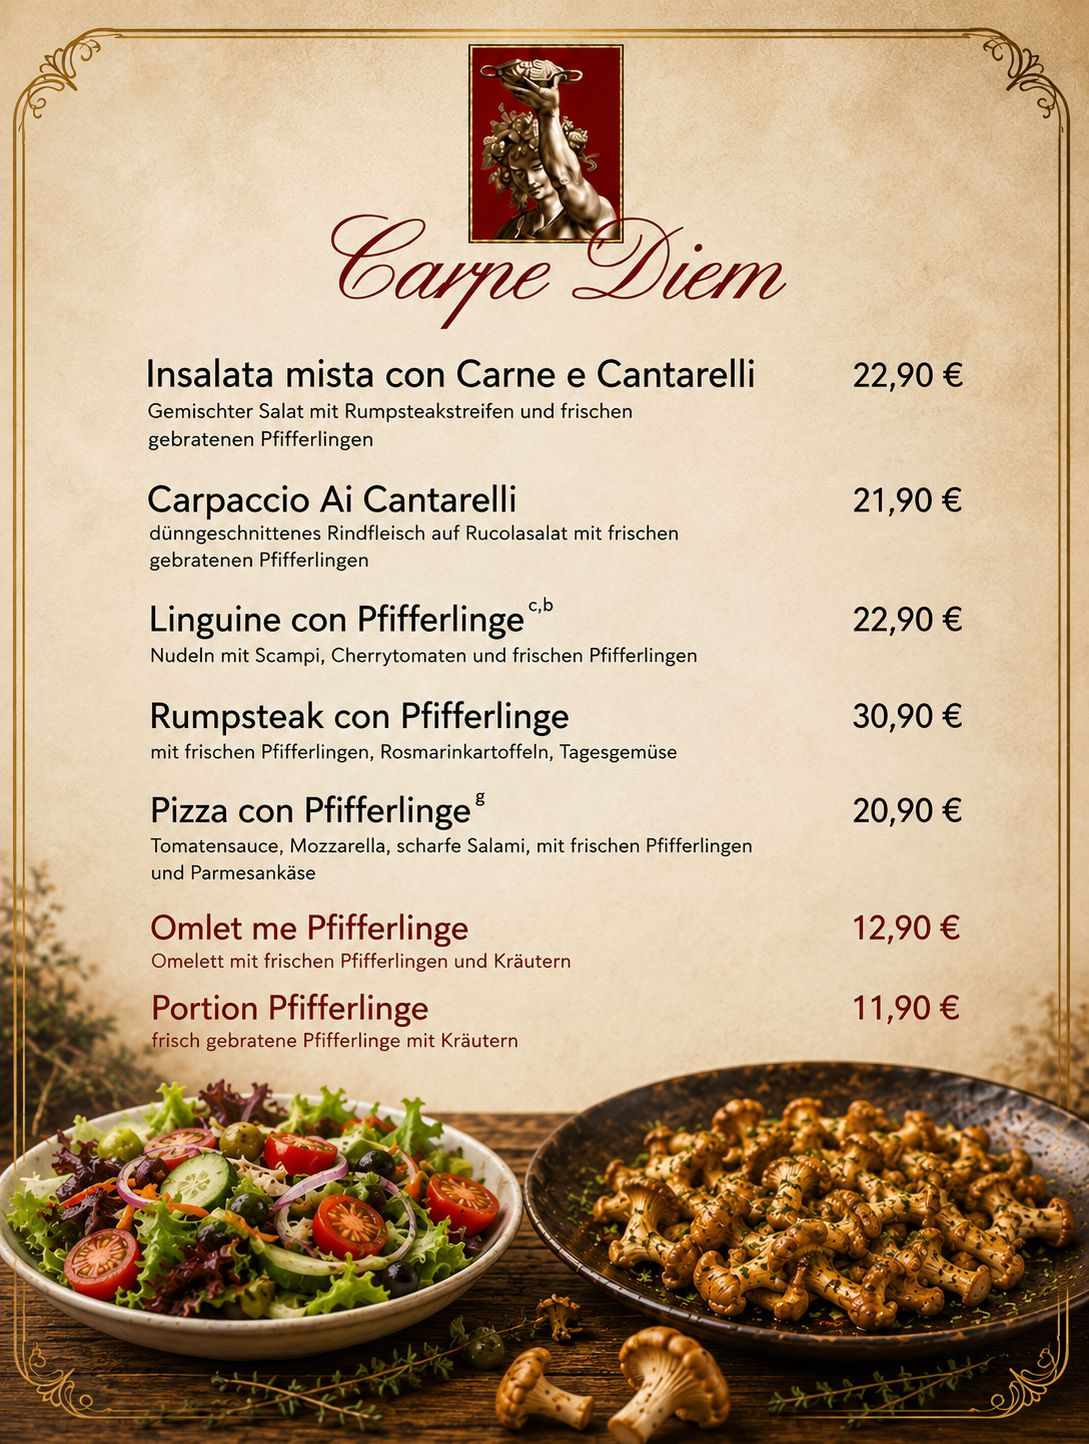 Carpe Diem
Insalata mista con Carne e Cantarelli 22,90 €
Gemischter Salat mit Rumpsteakstreifen und frischen
gebratenen Pfifferlingen
Carpaccio Ai Cantarelli 21,90 €
dünngeschnittenes Rindfleisch auf Rucolasalat mit frischen
gebratenen Pfifferlingen
Linguine con Pfifferlinge c,b 22,90 €
Nudeln mit Scampi, Cherrytomaten und frischen Pfifferlingen
Rumpsteak con Pfifferlinge 30,90 €
mit frischen Pfifferlingen, Rosmarinkartoffeln, Tagesgemüse
Pizza con Pfifferlinge g 20,90 €
Tomatensauce, Mozzarella, scharfe Salami, mit frischen Pfifferlingen
und Parmesankäse
Omlet me Pfifferlinge 12,90 €
Omelett mit frischen Pfifferlingen und Kräutern
Portion Pfifferlinge 11,90 €
frisch gebratene Pfifferlinge mit Kräutern